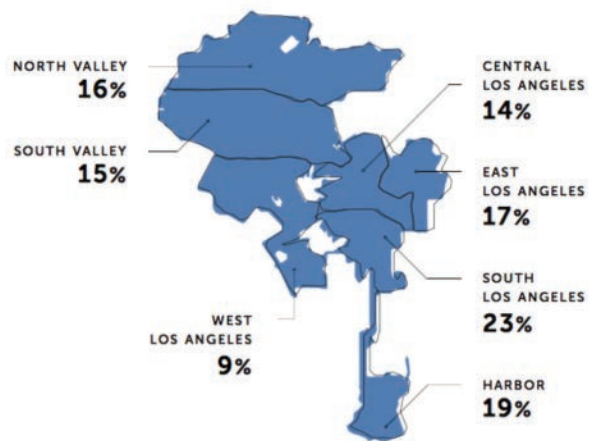 NORTH VALLEY
16%
SOUTH VALLEY
15%
CENTRAL
LOS ANGELES
14%
EAST
LOS ANGELES
17%
SOUTH
LOS ANGELES
23%
WEST
LOS ANGELES
9%
HARBOR
19%